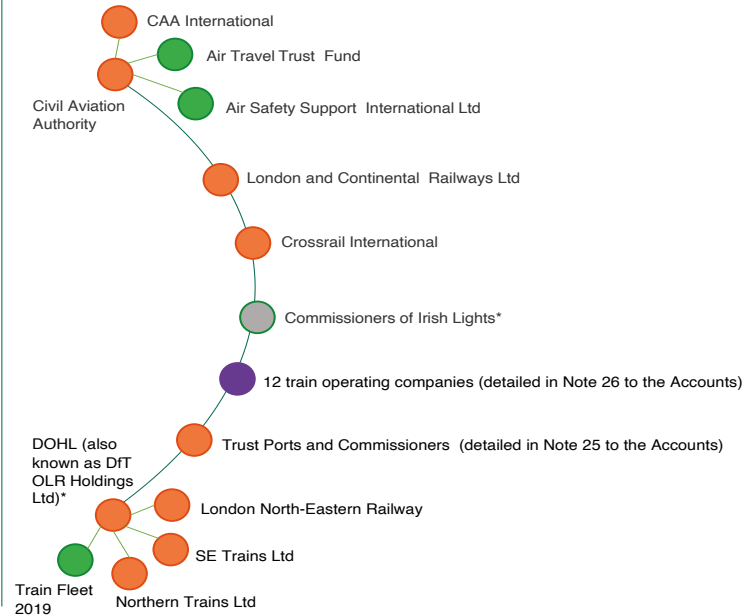 CAA International
Air Travel Trust Fund
Civil Aviation
Authority
Air Safety Support International Ltd
London and Continental Railways Ltd
Crossrail International
Commissioners of Irish Lights*
12 train operating companies (detailed in Note 26 to the Accounts)
Trust Ports and Commissioners (detailed in Note 25 to the Accounts)
DOHL (also
known as DfT
OLR Holdings
Ltd)*
London North-Eastern Railway
SE Trains Ltd
Train Fleet
2019
Northern Trains Ltd